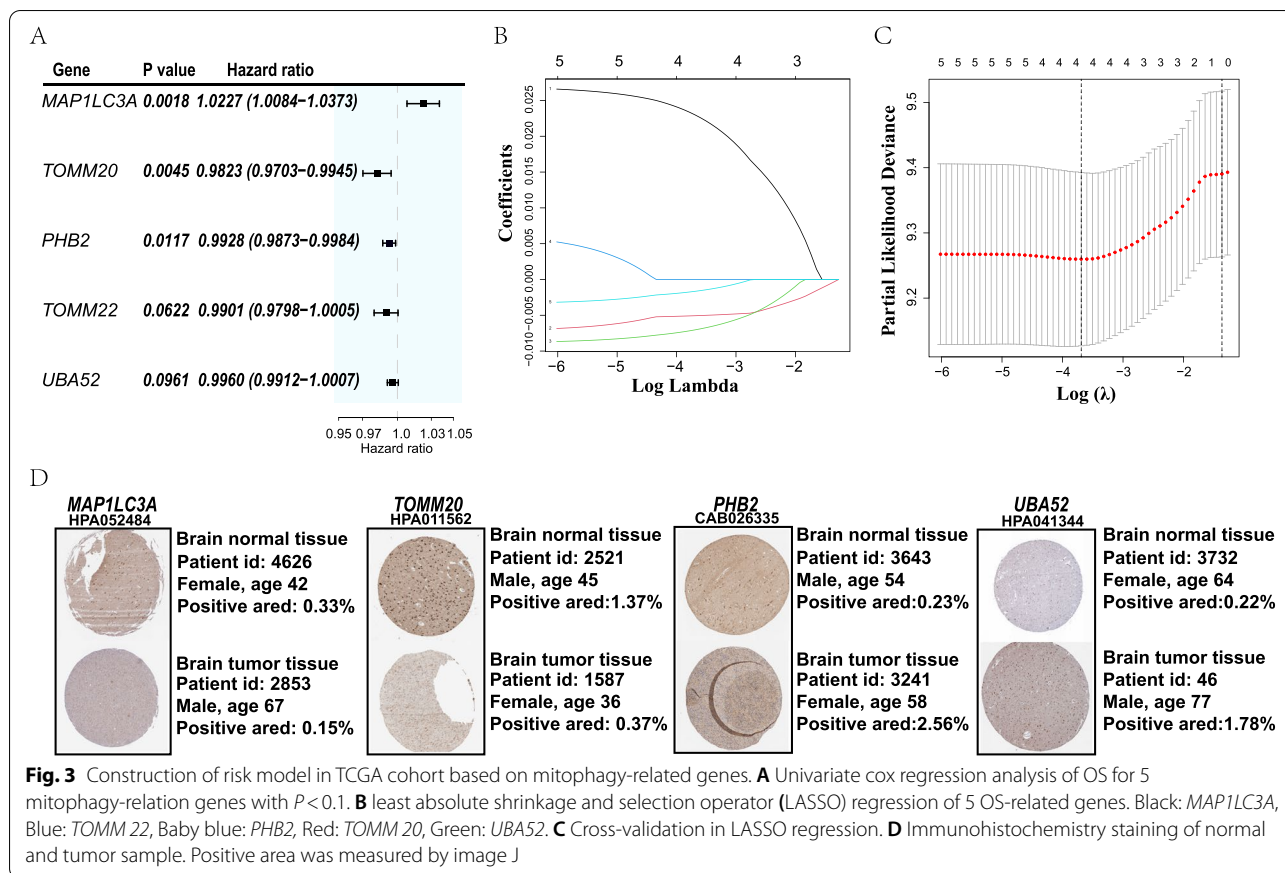 A
Gene P value Hazard ratio
MAP1LC3A 0.0018 1.0227 (1.0084−1.0373)
TOMM20 0.0045 0.9823 (0.9703−0.9945)
PHB2 0.0117 0.9928 (0.9873−0.9984)
TOMM22 0.0622 0.9901 (0.9798−1.0005)
UBA52 0.0961 0.9960 (0.9912−1.0007)
0.95 0.97 1.0 1.03 1.05
Hazard ratio
B
5 5 4 4 3
Coefficients
0.025
0.020
0.015
0.010
0.005
0.000
−0.005
−0.010
1
4
5
2
3
−6 −5 −4 −3 −2
Log Lambda
C
5 5 5 5 5 5 5 4 4 4 4 4 4 4 3 3 3 2 1 0
Partial Likelihood Deviance
9.5
9.4
9.3
9.2
−6 −5 −4 −3 −2
Log (λ)
D
MAP1LC3A
HPA052484
Brain normal tissue
Patient id: 4626
Female, age 42
Positive ared: 0.33%
Brain tumor tissue
Patient id: 2853
Male, age 67
Positive ared: 0.15%
TOMM20
HPA011562
Brain normal tissue
Patient id: 2521
Male, age 45
Positive ared:1.37%
Brain tumor tissue
Patient id: 1587
Female, age 36
Positive ared: 0.37%
PHB2
CAB026335
Brain normal tissue
Patient id: 3643
Male, age 54
Positive ared:0.23%
Brain tumor tissue
Patient id: 3241
Female, age 58
Positive ared:2.56%
UBA52
HPA041344
Brain normal tissue
Patient id: 3732
Female, age 64
Positive ared:0.22%
Brain tumor tissue
Patient id: 46
Male, age 77
Positive ared:1.78%
Fig. 3 Construction of risk model in TCGA cohort based on mitophagy-related genes. A Univariate cox regression analysis of OS for 5
mitophagy-relation genes with P < 0.1. B least absolute shrinkage and selection operator (LASSO) regression of 5 OS-related genes. Black: MAP1LC3A,
Blue: TOMM 22, Baby blue: PHB2, Red: TOMM 20, Green: UBA52. C Cross-validation in LASSO regression. D Immunohistochemistry staining of normal
and tumor sample. Positive area was measured by image J